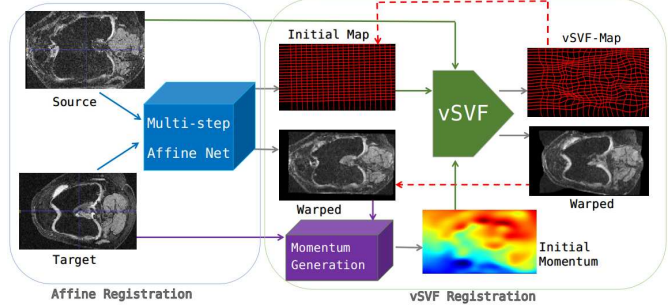 Initial Map
vSVF-Map
Source
Multi-step
Affine Net
vSVF
Warped
Warped
Target
Momentum
Generation
Initial
Momentum
Affine Registration
vSVF Registration